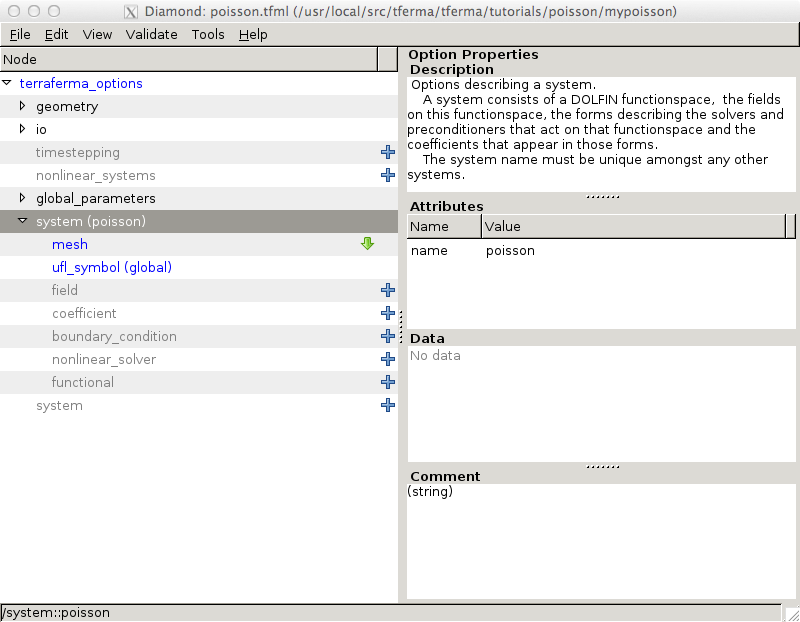 Diamond: poisson.tfml (/usr/local/src/tferma/tferma/tutorials/poisson/mypoisson)
File Edit View Validate Tools Help
Node
terraferma_options
geometry
io
timestepping
nonlinear_systems
global_parameters
system (poisson)
mesh
ufl_symbol (global)
field
coefficient
boundary_condition
nonlinear_solver
functional
system
Option Properties
Description
Options describing a system.
A system consists of a DOLFIN functionspace, the fields
on this functionspace, the forms describing the solvers and
preconditioners that act on that functionspace and the
coefficients that appear in those forms.
The system name must be unique amongst any other
systems.
Attributes
Name Value
name poisson
Data
No data
Comment
(string)
/system::poisson